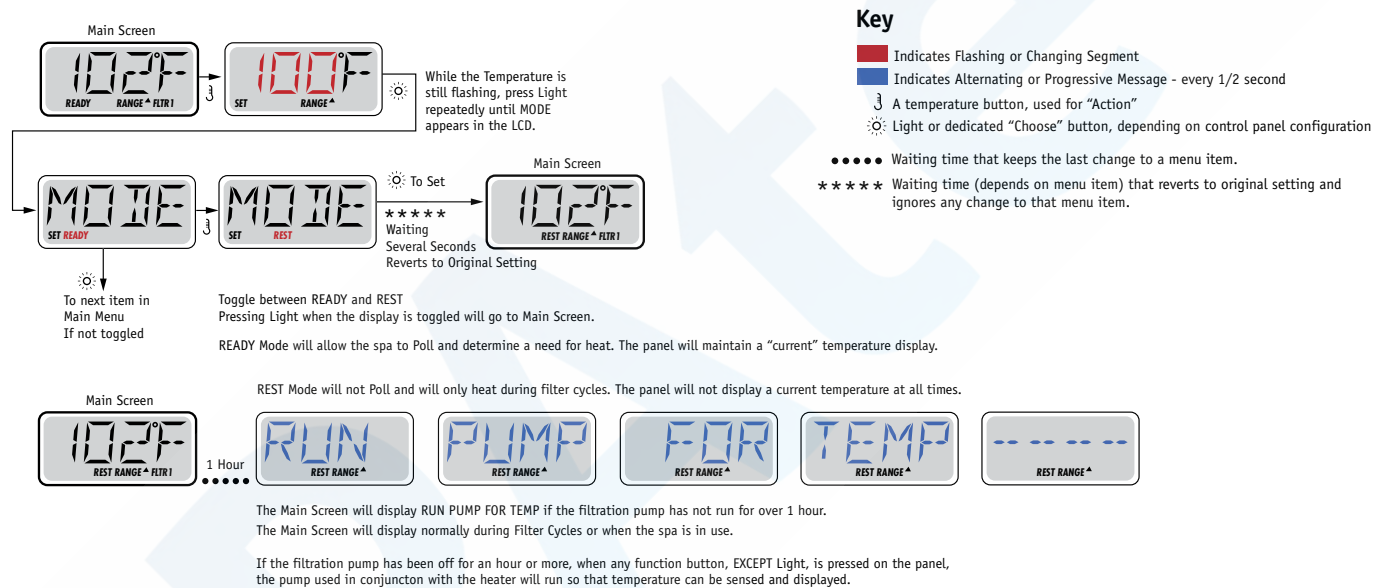 Main Screen
102°F
READY RANGE FLTR1
100°F
SET RANGE
While the Temperature is
still flashing, press Light
repeatedly until MODE
appears in the LCD.
Key
Indicates Flashing or Changing Segment
Indicates Alternating or Progressive Message - every 1/2 second
A temperature button, used for “Action”
Light or dedicated “Choose” button, depending on control panel configuration
••••• Waiting time that keeps the last change to a menu item.
***** Waiting time (depends on menu item) that reverts to original setting and
ignores any change to that menu item.
MODE
SET READY
MODE
SET REST
To Set
*****
Waiting
Several Seconds
Reverts to Original Setting
Main Screen
102°F
REST RANGE FLTR1
To next item in
Main Menu
If not toggled
Toggle between READY and REST
Pressing Light when the display is toggled will go to Main Screen.
READY Mode will allow the spa to Poll and determine a need for heat. The panel will maintain a “current” temperature display.
REST Mode will not Poll and will only heat during filter cycles. The panel will not display a current temperature at all times.
Main Screen
102°F
REST RANGE FLTR1
1 Hour
•••••
RUN
REST RANGE
PUMP
REST RANGE
FOR
REST RANGE
TEMP
REST RANGE
-- -- -- --
REST RANGE
The Main Screen will display RUN PUMP FOR TEMP if the filtration pump has not run for over 1 hour.
The Main Screen will display normally during Filter Cycles or when the spa is in use.
If the filtration pump has been off for an hour or more, when any function button, EXCEPT Light, is pressed on the panel,
the pump used in conjuncton with the heater will run so that temperature can be sensed and displayed.